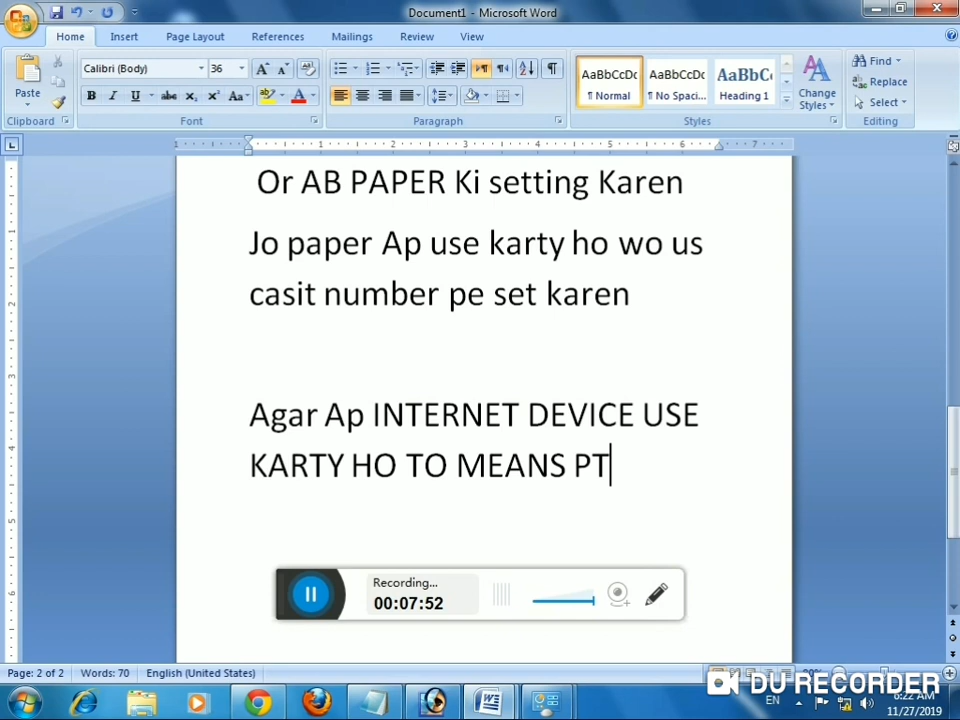 Document1 - Microsoft Word
Home Insert Page Layout References Mailings Review View
Calibri (Body) 36
AaBbCcDc AaBbCcDc AaBbCc
Find
Replace
Select
Paste
¶ Normal ¶ No Spaci... Heading 1
Change Styles
Clipboard Font Paragraph Styles Editing
Or AB PAPER Ki setting Karen
Jo paper Ap use karty ho wo us
casit number pe set karen
Agar Ap INTERNET DEVICE USE
KARTY HO TO MEANS PT
Recording...
00:07:52
Page: 2 of 2 Words: 70 English (United States)
DU RECORDER
EN
11/27/2019